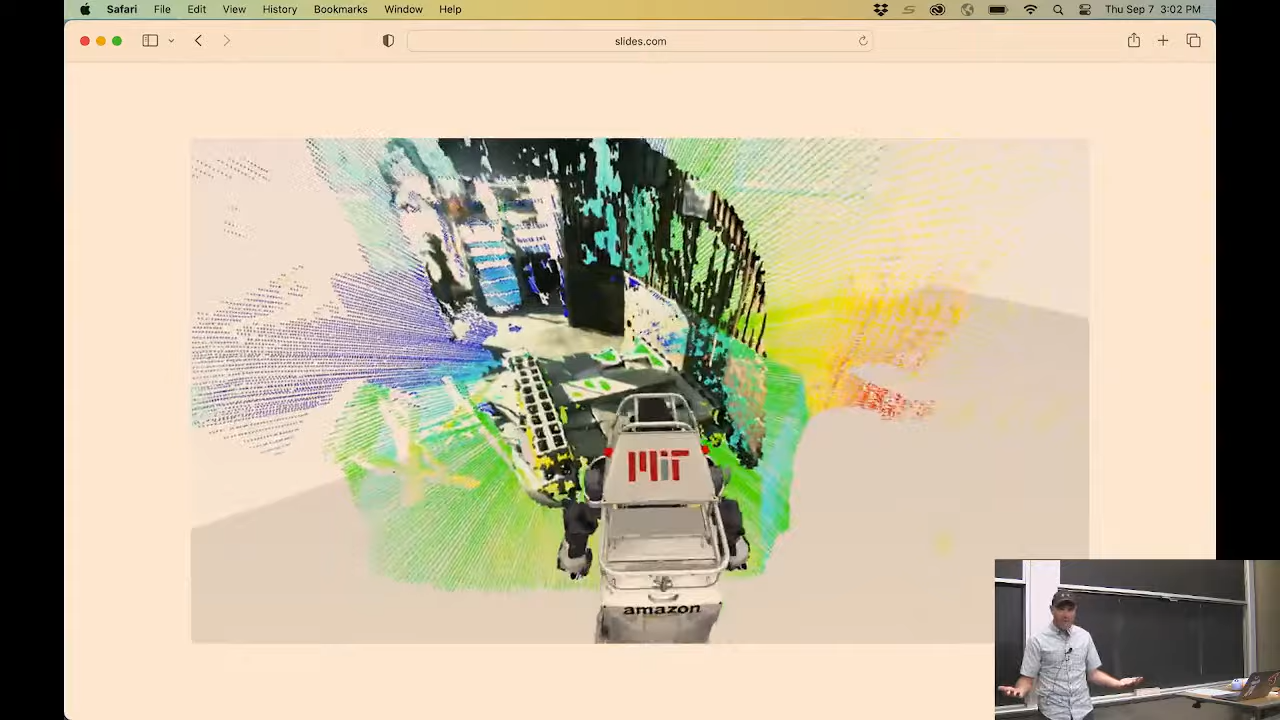 Safari File Edit View History Bookmarks Window Help Thu Sep 7 3:02 PM
slides.com
MIT
amazon